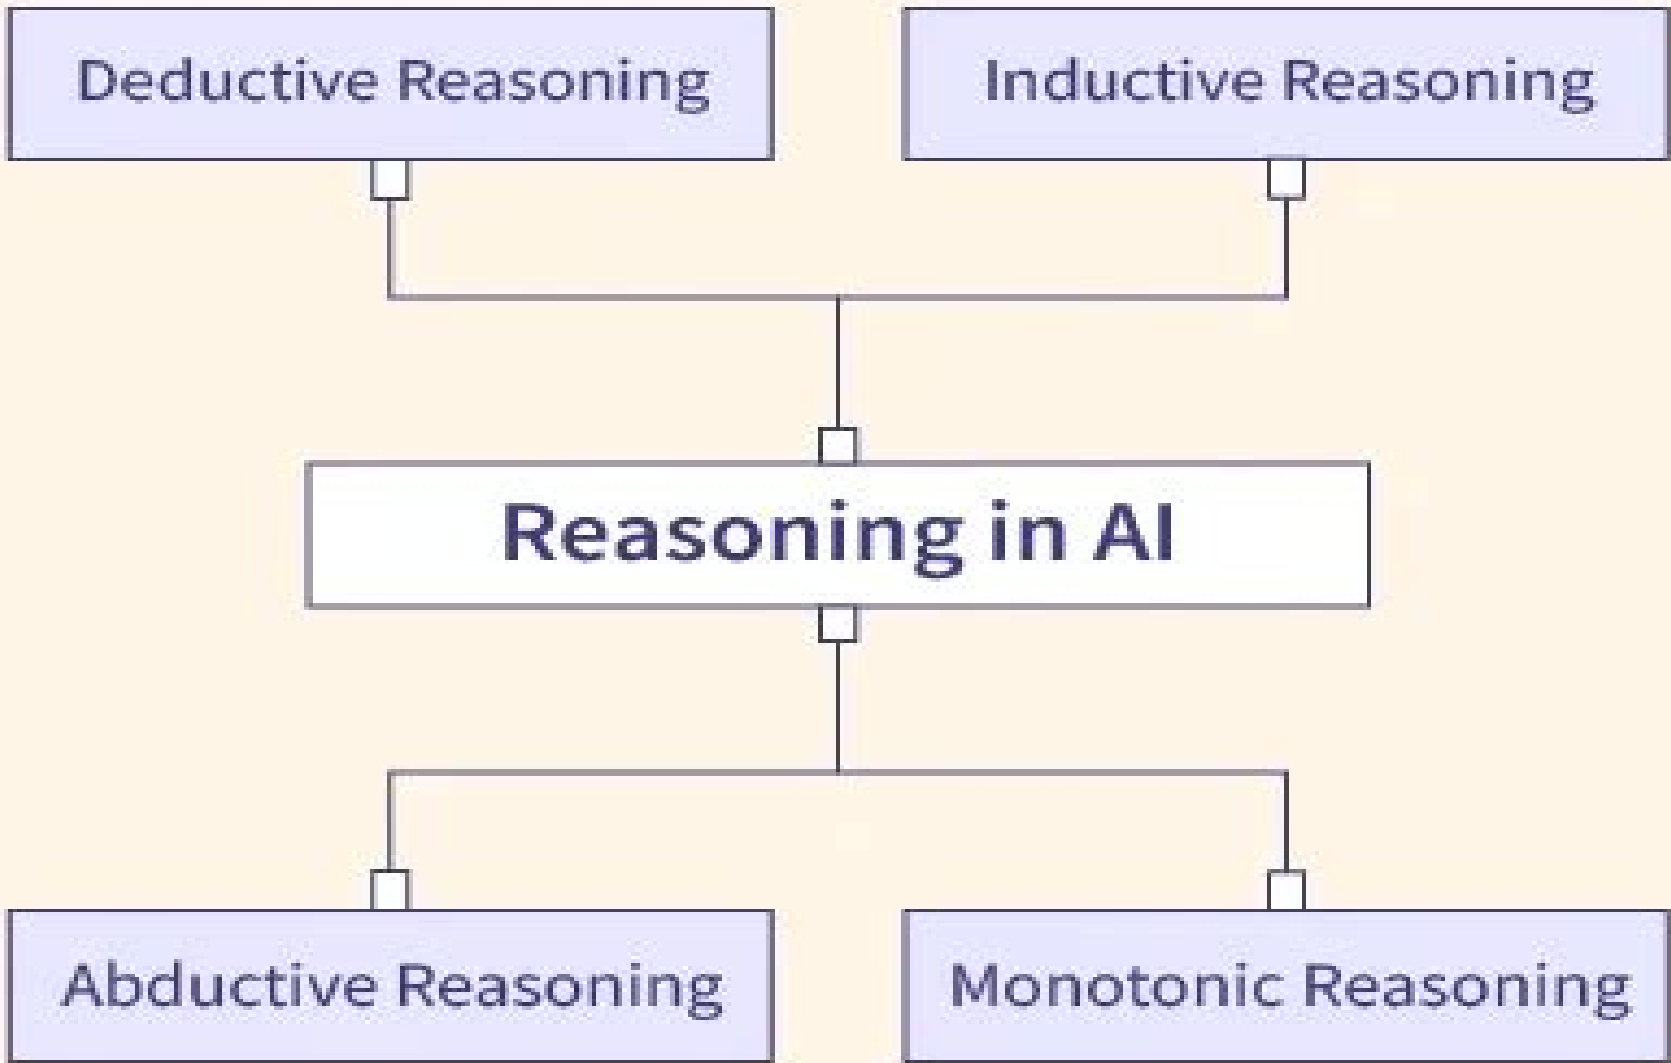 Deductive Reasoning
Inductive Reasoning
Reasoning in AI
Abductive Reasoning
Monotonic Reasoning